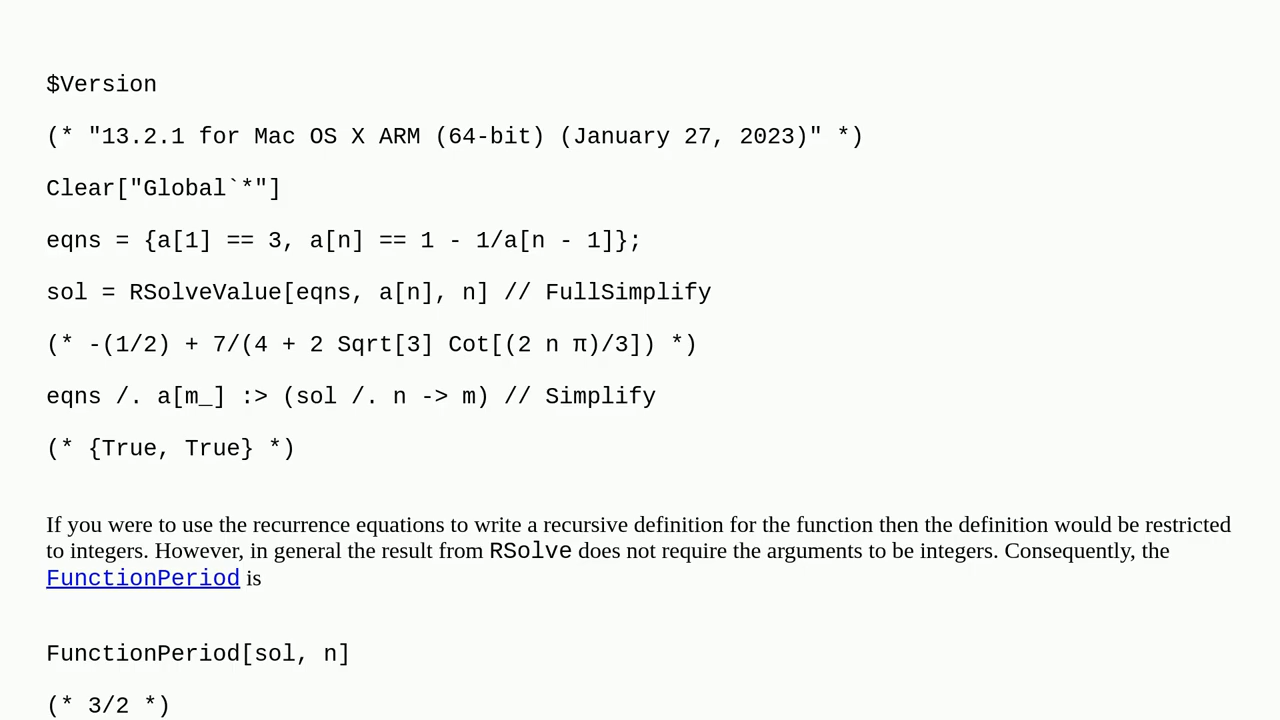 $Version
(* "13.2.1 for Mac OS X ARM (64-bit) (January 27, 2023)" *)
Clear["Global`*"]
eqns = {a[1] == 3, a[n] == 1 - 1/a[n - 1]};
sol = RSolveValue[eqns, a[n], n] // FullSimplify
(* -(1/2) + 7/(4 + 2 Sqrt[3] Cot[(2 n π)/3]) *)
eqns /. a[m_] :> (sol /. n -> m) // Simplify
(* {True, True} *)
If you were to use the recurrence equations to write a recursive definition for the function then the definition would be restricted
to integers. However, in general the result from RSolve does not require the arguments to be integers. Consequently, the
FunctionPeriod is
FunctionPeriod[sol, n]
(* 3/2 *)